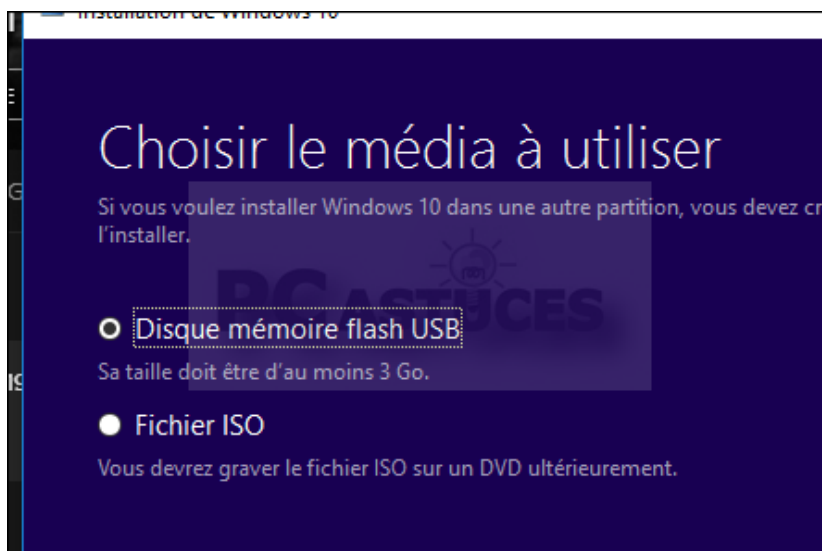 Installation de Windows 10
Choisir le média à utiliser
Si vous voulez installer Windows 10 dans une autre partition, vous devez cr
l'installer.
PC ASTUCES
Disque mémoire flash USB
Sa taille doit être d'au moins 3 Go.
Fichier ISO
Vous devrez graver le fichier ISO sur un DVD ultérieurement.